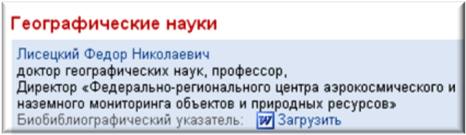 Географические науки
Лисецкий Федор Николаевич
доктор географических наук, профессор,
Директор «Федерально-регионального центра аэрокосмического и
наземного мониторинга объектов и природных ресурсов»
Биобиблиографический указатель: Загрузить